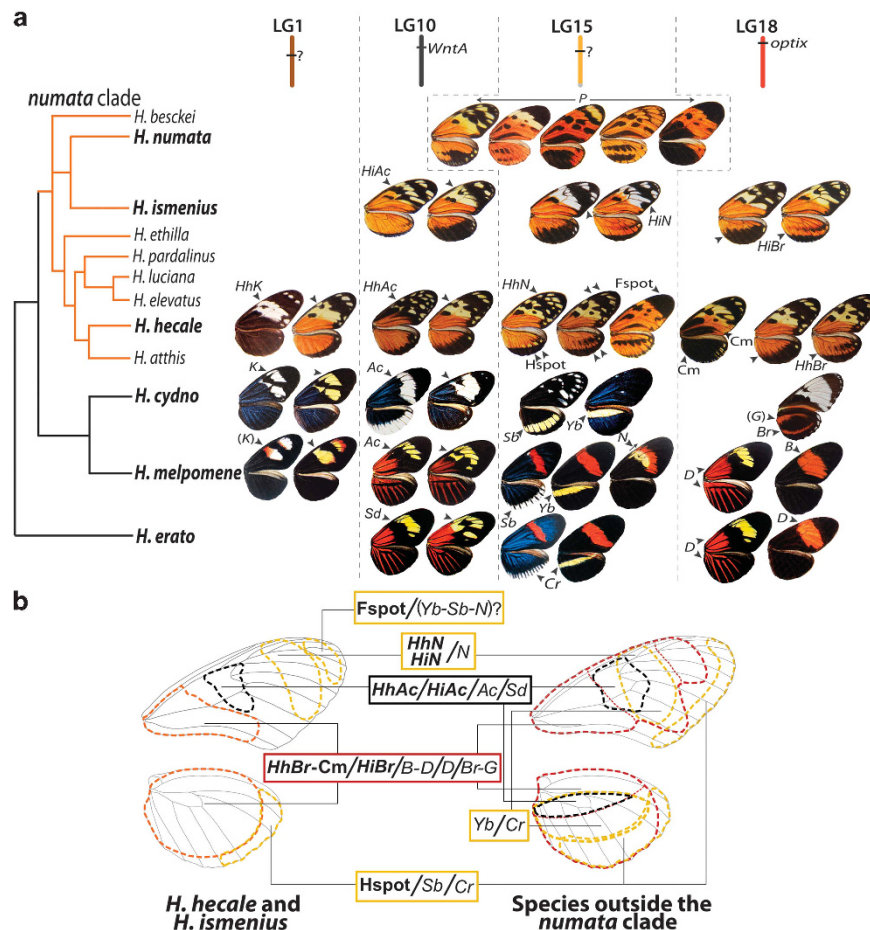 a
LG1 LG10 LG15 LG18
? WntA ? optix
numata clade
P
H. besckei
H. numata
HiAc
H. ismenius
HiN
HiBr
H. ethilla
H. pardalinus
H. luciana
H. elevatus
HhK HhAc HhN Fspot
H. hecale
Cm Cm HhBr
Hspot
H. atthis
K Ac
H. cydno
Sb Yb (G) Br
(K) Ac N B
H. melpomene
D
Sb Yb
Sd D
H. erato
D
Cr
b
Fspot/(Yb-Sb-N)?
HhN
HiN /N
HhAc/HiAc/Ac/Sd
HhBr-Cm/HiBr/B-D/D/Br-G
Yb/Cr
Hspot/Sb/Cr
H. hecale and
H. ismenius
Species outside the
numata clade